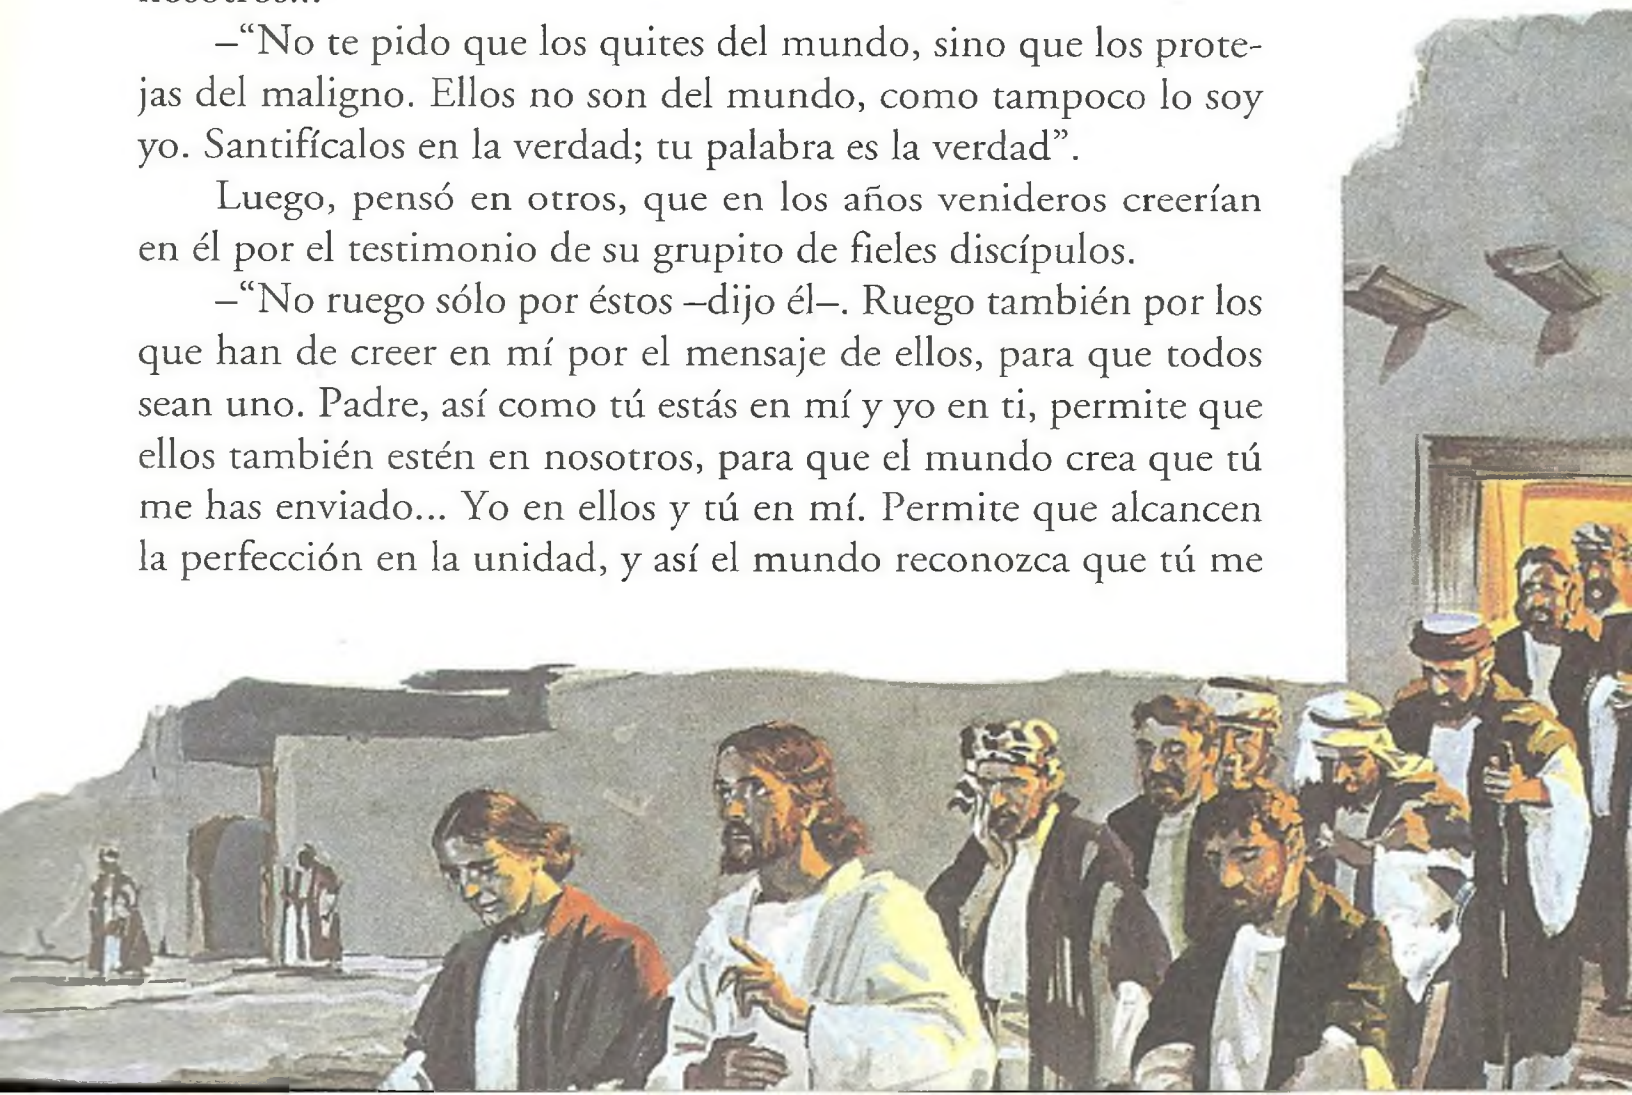 –“No te pido que los quites del mundo, sino que los prote-
jas del maligno. Ellos no son del mundo, como tampoco lo soy
yo. Santifícalos en la verdad; tu palabra es la verdad”.
Luego, pensó en otros, que en los años venideros creerían
en él por el testimonio de su grupito de fieles discípulos.
–“No ruego sólo por éstos –dijo él–. Ruego también por los
que han de creer en mí por el mensaje de ellos, para que todos
sean uno. Padre, así como tú estás en mí y yo en ti, permite que
ellos también estén en nosotros, para que el mundo crea que tú
me has enviado... Yo en ellos y tú en mí. Permite que alcancen
la perfección en la unidad, y así el mundo reconozca que tú me